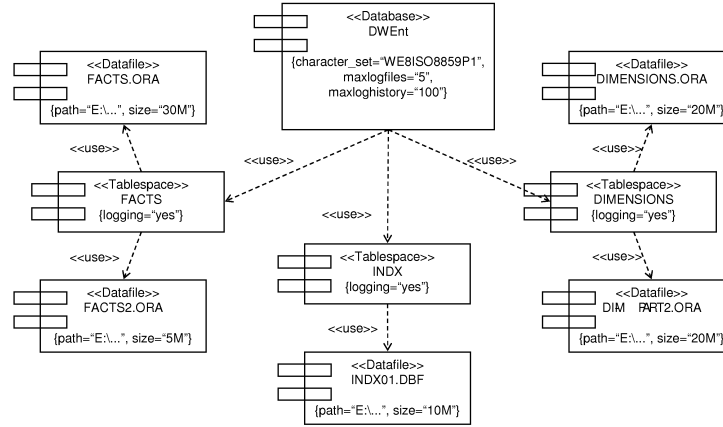 <<Database>>
DWEnt
{character_set="WE8ISO8859P1",
maxlogfiles="5",
maxloghistory="100"}
<<Datafile>>
FACTS.ORA
{path="E:\...", size="30M"}
<<Datafile>>
DIMENSIONS.ORA
{path="E:\...", size="20M"}
<<use>>
<<use>>
<<use>>
<<use>>
<<Tablespace>>
FACTS
{logging="yes"}
<<Tablespace>>
DIMENSIONS
{logging="yes"}
<<use>>
<<use>>
<<use>>
<<Tablespace>>
INDX
{logging="yes"}
<<Datafile>>
FACTS2.ORA
{path="E:\...", size="5M"}
<<Datafile>>
DIM PART2.ORA
{path="E:\...", size="20M"}
<<use>>
<<Datafile>>
INDX01.DBF
{path="E:\...", size="10M"}